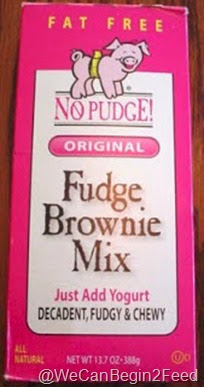 FAT FREE
NO PUDGE!®
ORIGINAL
Fudge
Brownie
Mix
Just Add Yogurt
DECADENT, FUDGY & CHEWY
ALL
NATURAL
NET WT 13.7 OZ • 388g
U D
@WeCanBegin2Feed